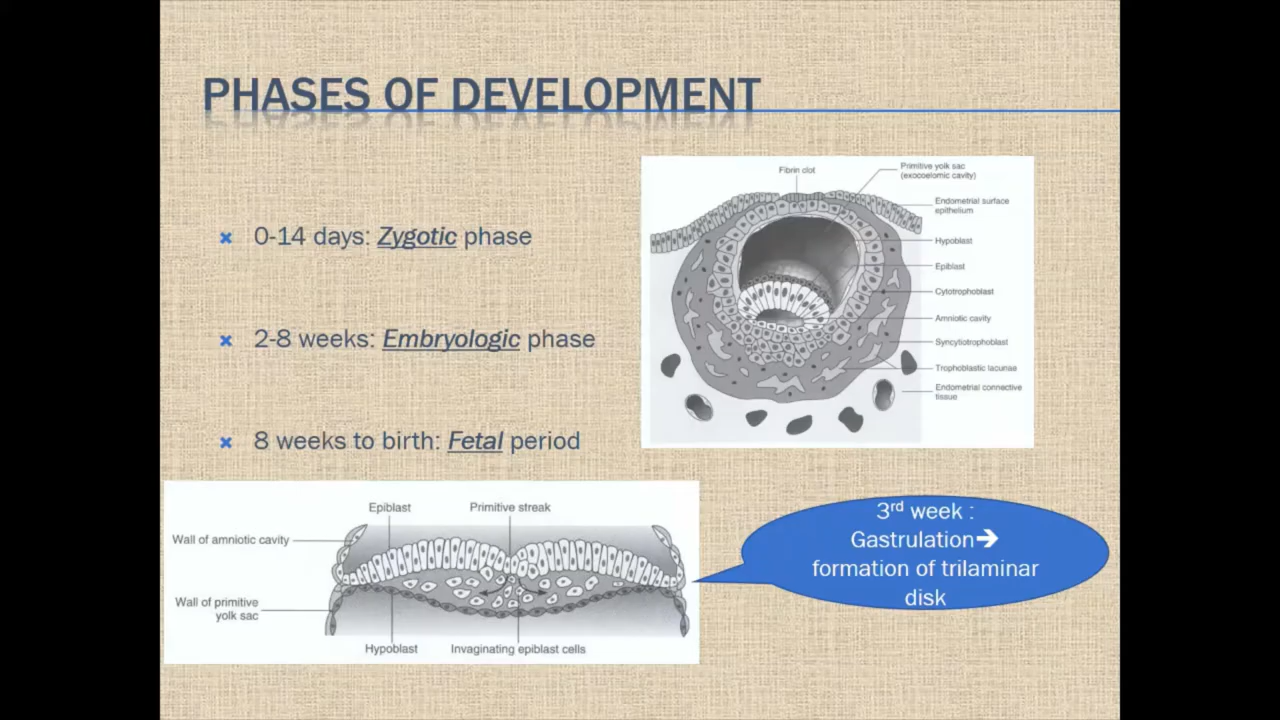 PHASES OF DEVELOPMENT
0-14 days: Zygotic phase
2-8 weeks: Embryologic phase
8 weeks to birth: Fetal period
Fibrin clot
Primitive yolk sac
(exocoelomic cavity)
Endometrial surface
epithelium
Hypoblast
Epiblast
Cytotrophoblast
Amniotic cavity
Syncytiotrophoblast
Trophoblastic lacunae
Endometrial connective
tissue
Epiblast
Primitive streak
Wall of amniotic cavity
Wall of primitive
yolk sac
Hypoblast
Invaginating epiblast cells
3rd week :
Gastrulation→
formation of trilaminar
disk